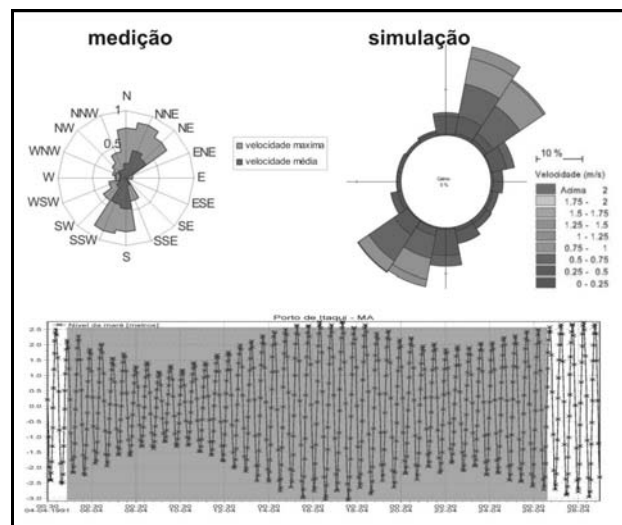 medição
simulação
N
NNW
NNE
NW
NE
WNW
ENE
W
E
WSW
ESE
SW
SE
SSW
SSE
S
1
0.5
velocidade maxima
velocidade média
Calmo
0 %
10 %
Velocidade (m/s)
Acima 2
1.75 - 2
1.5 - 1.75
1.25 - 1.5
1 - 1.25
0.75 - 1
0.5 - 0.75
0.25 - 0.5
0 - 0.25
Porto de Itaqui - MA
Nível da maré (metros)
2.5
2.0
1.5
1.0
0.5
0.0
-0.5
-1.0
-1.5
-2.0
-2.5
-3.0